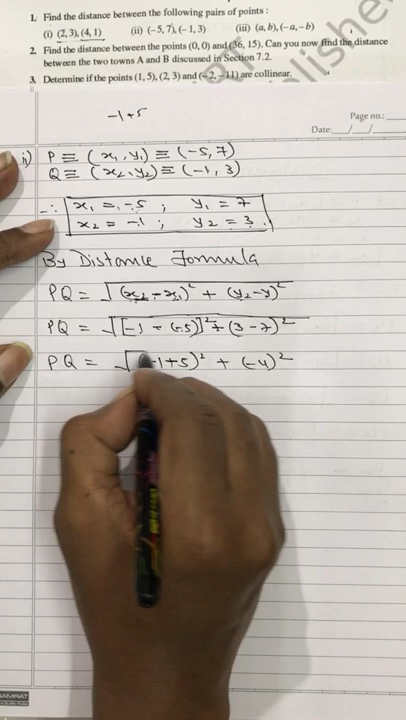 1. Find the distance between the following pairs of points :
(i) (2, 3), (4, 1) (ii) (−5, 7), (−1, 3) (iii) (a, b), (−a, −b)
2. Find the distance between the points (0, 0) and (36, 15). Can you now find the distance
between the two towns A and B discussed in Section 7.2.
3. Determine if the points (1, 5), (2, 3) and (−2, −11) are collinear.
-1+5
Page no.:
Date: __/__/__
ii) P ≡ (x₁, y₁) ≡ (-5, 7)
Q ≡ (x₂, y₂) ≡ (-1, 3)
∴ x₁ = -5 ; y₁ = 7
x₂ = -1 ; y₂ = 3
By Distance Formula
PQ = √(x₂ - x₁)² + (y₂ - y)²
PQ = √[-1 - (-5)]² + (3 - 7)²
PQ = √(-1+5)² + (-4)²